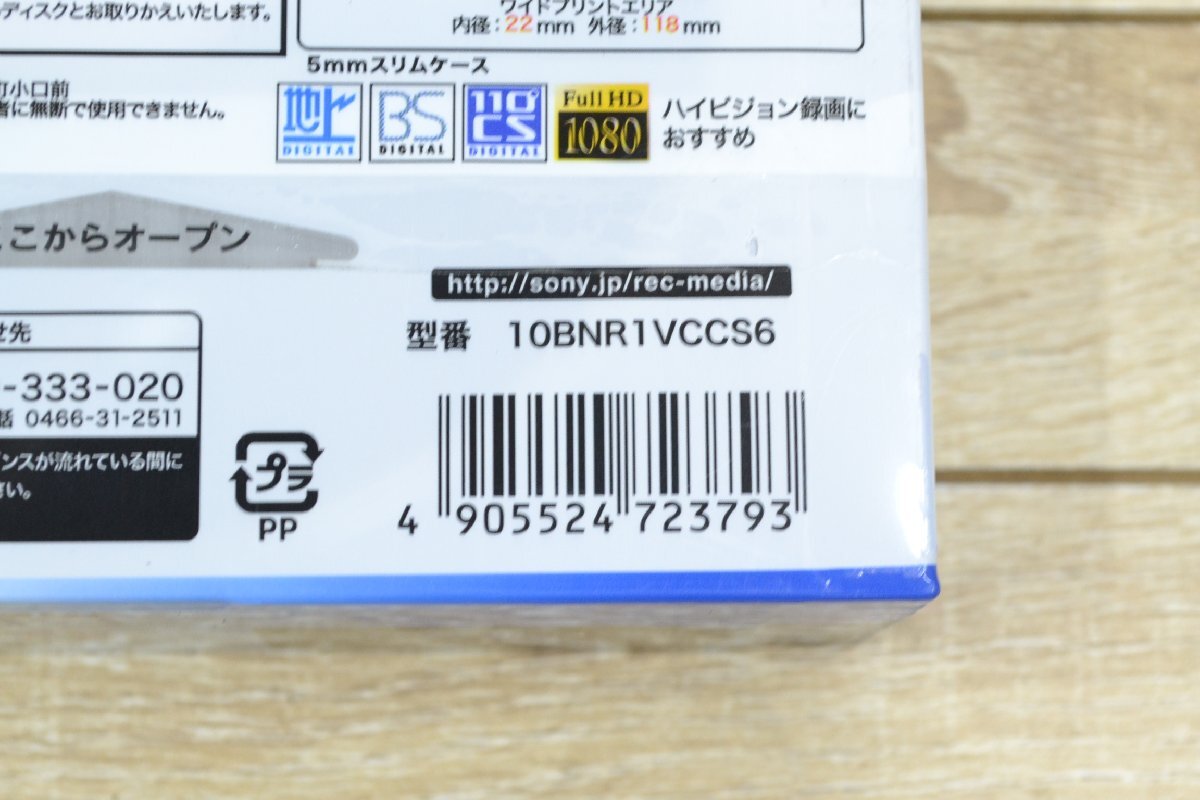 ディスクとお取りかえいたします。
ワイドプリントエリア
内径:22mm 外径:118mm
5mmスリムケース
町小口前
者に無断で使用できません。
地上 DIGITAL
BS DIGITAL
110° CS DIGITAL
Full HD 1080
ハイビジョン録画に
おすすめ
ここからオープン
http://sony.jp/rec-media/
型番 10BNR1VCCS6
せ先
-333-020
話 0466-31-2511
ンスが流れている間に
さい。
プラ
PP
4 905524 723793